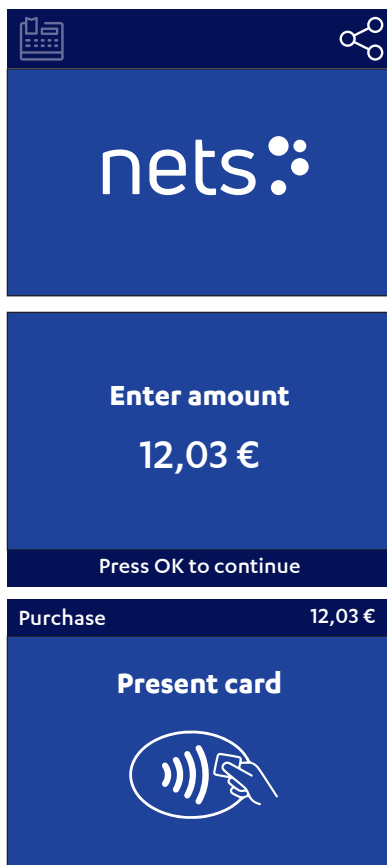 nets
Enter amount
12,03 €
Press OK to continue
Purchase 12,03 €
Present card